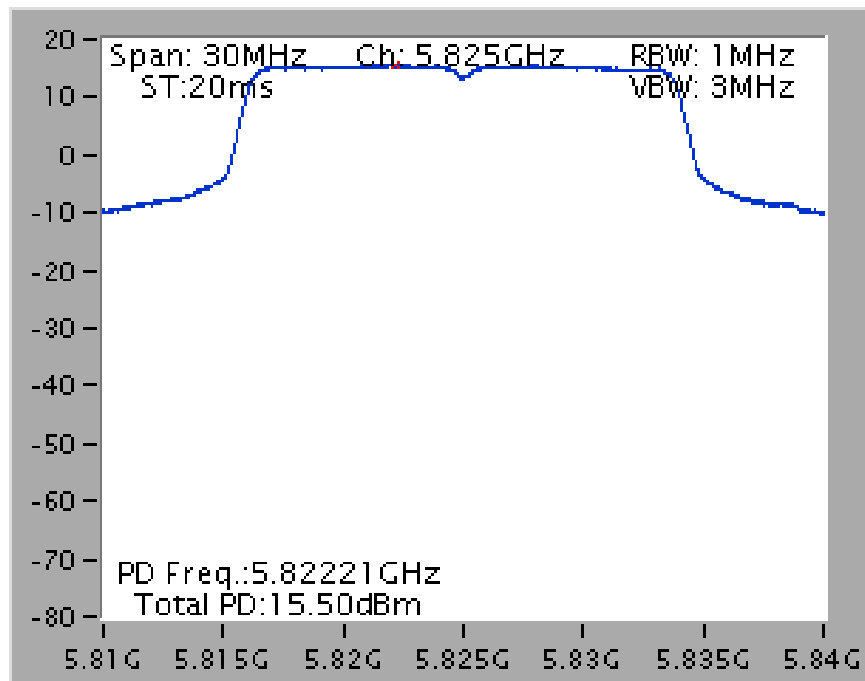 20
Span: 30MHz Ch: 5.825GHz RBW: 1MHz
ST:20ms VBW: 3MHz
10
0
-10
-20
-30
-40
-50
-60
-70
PD Freq.:5.82221GHz
Total PD:15.50dBm
-80
5.81G 5.815G 5.82G 5.825G 5.83G 5.835G 5.84G